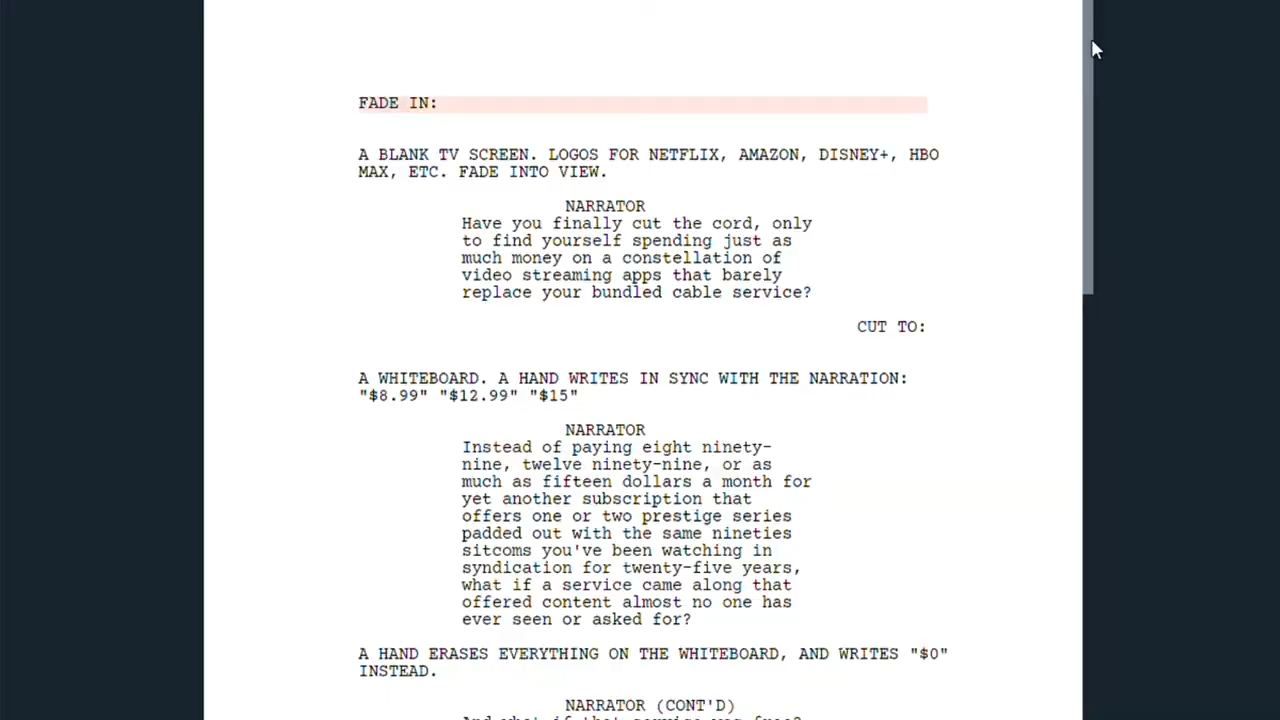 FADE IN:
A BLANK TV SCREEN. LOGOS FOR NETFLIX, AMAZON, DISNEY+, HBO
MAX, ETC. FADE INTO VIEW.
NARRATOR
Have you finally cut the cord, only
to find yourself spending just as
much money on a constellation of
video streaming apps that barely
replace your bundled cable service?
CUT TO:
A WHITEBOARD. A HAND WRITES IN SYNC WITH THE NARRATION:
"$8.99" "$12.99" "$15"
NARRATOR
Instead of paying eight ninety-
nine, twelve ninety-nine, or as
much as fifteen dollars a month for
yet another subscription that
offers one or two prestige series
padded out with the same nineties
sitcoms you've been watching in
syndication for twenty-five years,
what if a service came along that
offered content almost no one has
ever seen or asked for?
A HAND ERASES EVERYTHING ON THE WHITEBOARD, AND WRITES "$0"
INSTEAD.
NARRATOR (CONT'D)
And what if that service was free?